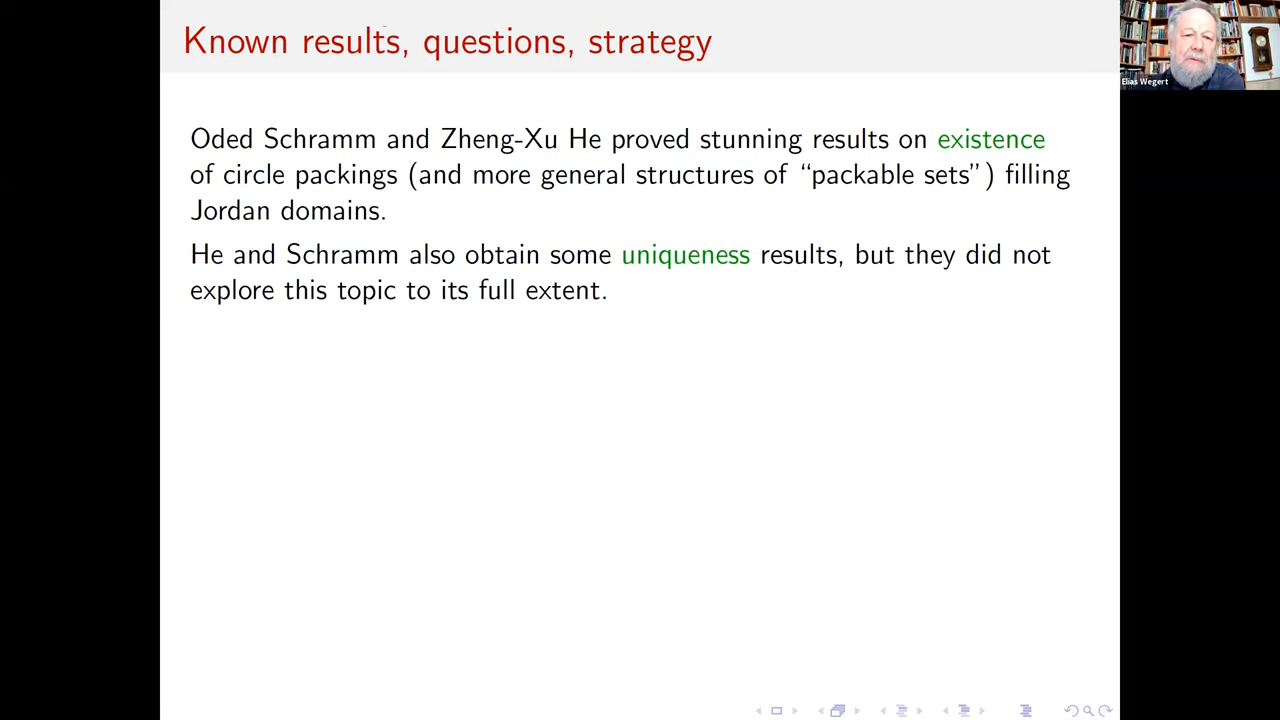 Known results, questions, strategy
Elias Wegert
Oded Schramm and Zheng-Xu He proved stunning results on existence
of circle packings (and more general structures of “packable sets”) filling
Jordan domains.
He and Schramm also obtain some uniqueness results, but they did not
explore this topic to its full extent.